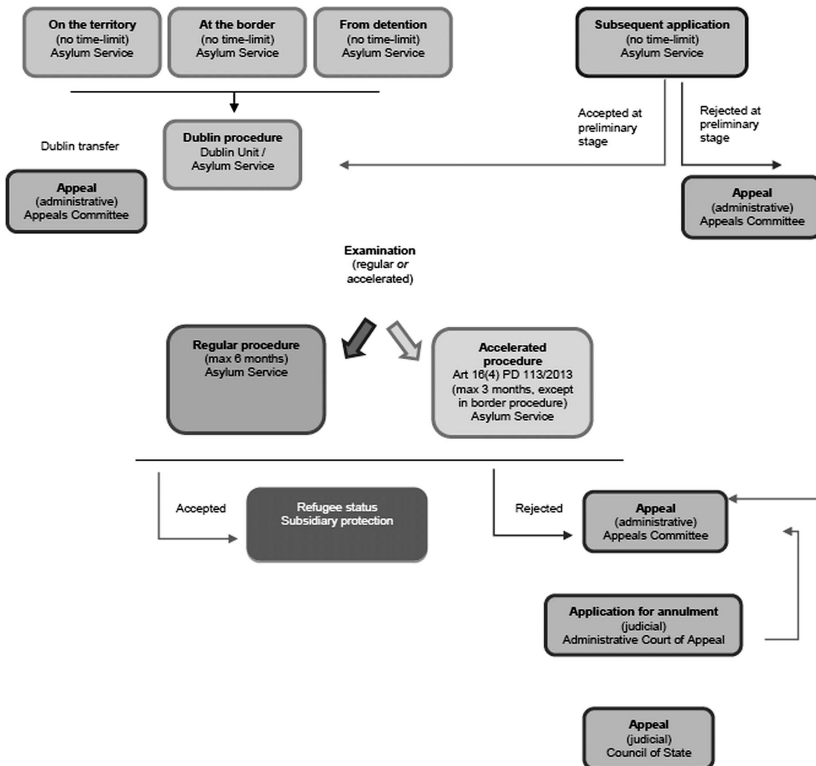 On the territory
(no time-limit)
Asylum Service
At the border
(no time-limit)
Asylum Service
From detention
(no time-limit)
Asylum Service
Subsequent application
(no time-limit)
Asylum Service
Accepted at
preliminary
stage
Rejected at
preliminary
stage
Dublin transfer
Dublin procedure
Dublin Unit /
Asylum Service
Appeal
(administrative)
Appeals Committee
Appeal
(administrative)
Appeals Committee
Examination
(regular or
accelerated)
Regular procedure
(max 6 months)
Asylum Service
Accelerated
procedure
Art 16(4) PD 113/2013
(max 3 months, except
in border procedure)
Asylum Service
Accepted
Refugee status
Subsidiary protection
Rejected
Appeal
(administrative)
Appeals Committee
Application for annulment
(judicial)
Administrative Court of Appeal
Appeal
(judicial)
Council of State